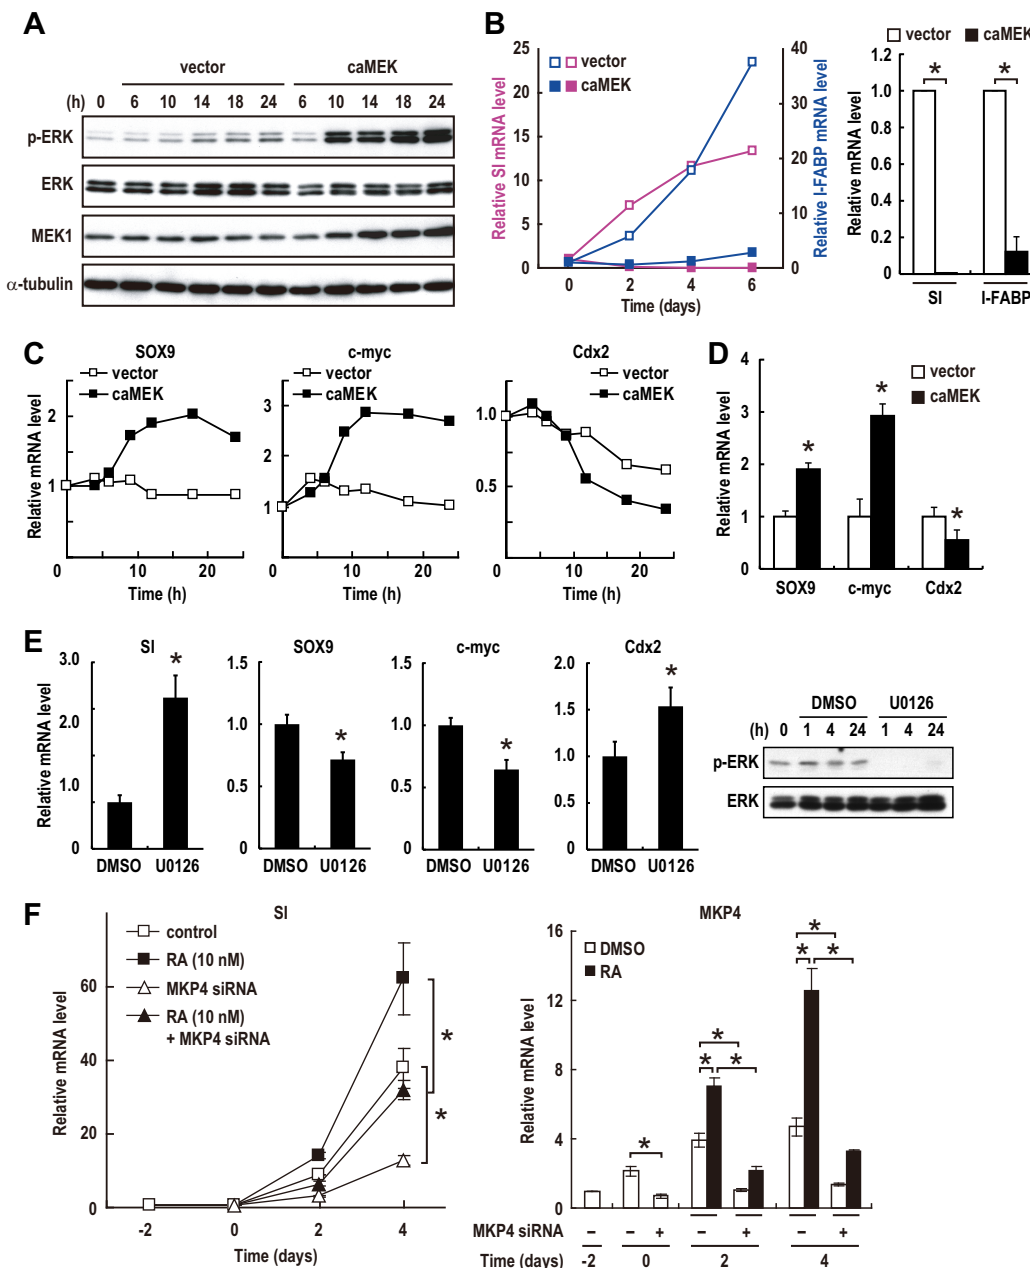 A
vector caMEK
(h) 0 6 10 14 18 24 6 10 14 18 24
p-ERK
ERK
MEK1
α-tubulin
B
vector
caMEK
25
20
15
10
5
0
Relative SI mRNA level
40
30
20
10
0
Relative I-FABP mRNA level
0 2 4 6
Time (days)
vector caMEK
1.2
1.0
0.8
0.6
0.4
0.2
0
Relative mRNA level
* *
SI I-FABP
C
SOX9
vector
caMEK
Relative mRNA level
2
1
0 10 20
Time (h)
c-myc
vector
caMEK
3
2
1
0 10 20
Time (h)
Cdx2
vector
caMEK
1.0
0.5
0 10 20
Time (h)
D
vector
caMEK
Relative mRNA level
4
3
2
1
0
* * *
SOX9 c-myc Cdx2
E
SI
Relative mRNA level
3.0
2.0
1.0
0
*
DMSO U0126
SOX9
1.5
1.0
0.5
0
*
DMSO U0126
c-myc
1.5
1.0
0.5
0
*
DMSO U0126
Cdx2
2.0
1.5
1.0
0.5
0
*
DMSO U0126
DMSO U0126
(h) 0 1 4 24 1 4 24
p-ERK
ERK
F
SI
control
RA (10 nM)
MKP4 siRNA
RA (10 nM)
+ MKP4 siRNA
Relative mRNA level
60
40
20
0
* *
-2 0 2 4
Time (days)
MKP4
DMSO
RA
Relative mRNA level
16
12
8
4
0
* * * * * * *
MKP4 siRNA – – + – + – +
Time (days) -2 0 2 4